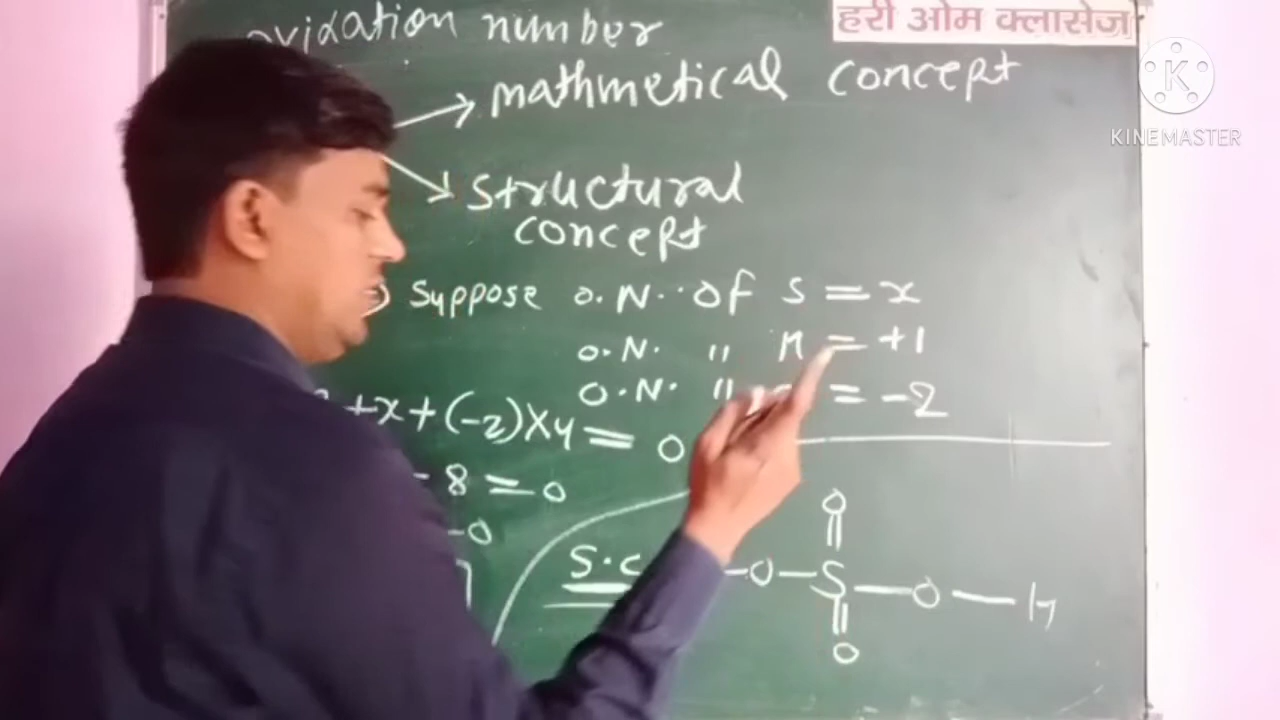 oxidation number
हरी ओम क्लासेज
→ mathmetical concept
K
KINEMASTER
→ structural
concept
) Suppose O.N. of S = x
O.N. " H = +1
O.N. " = -2
+x+(-2)x4 = 0
- 8 = 0
S.C
O
-O-S-O-H
O